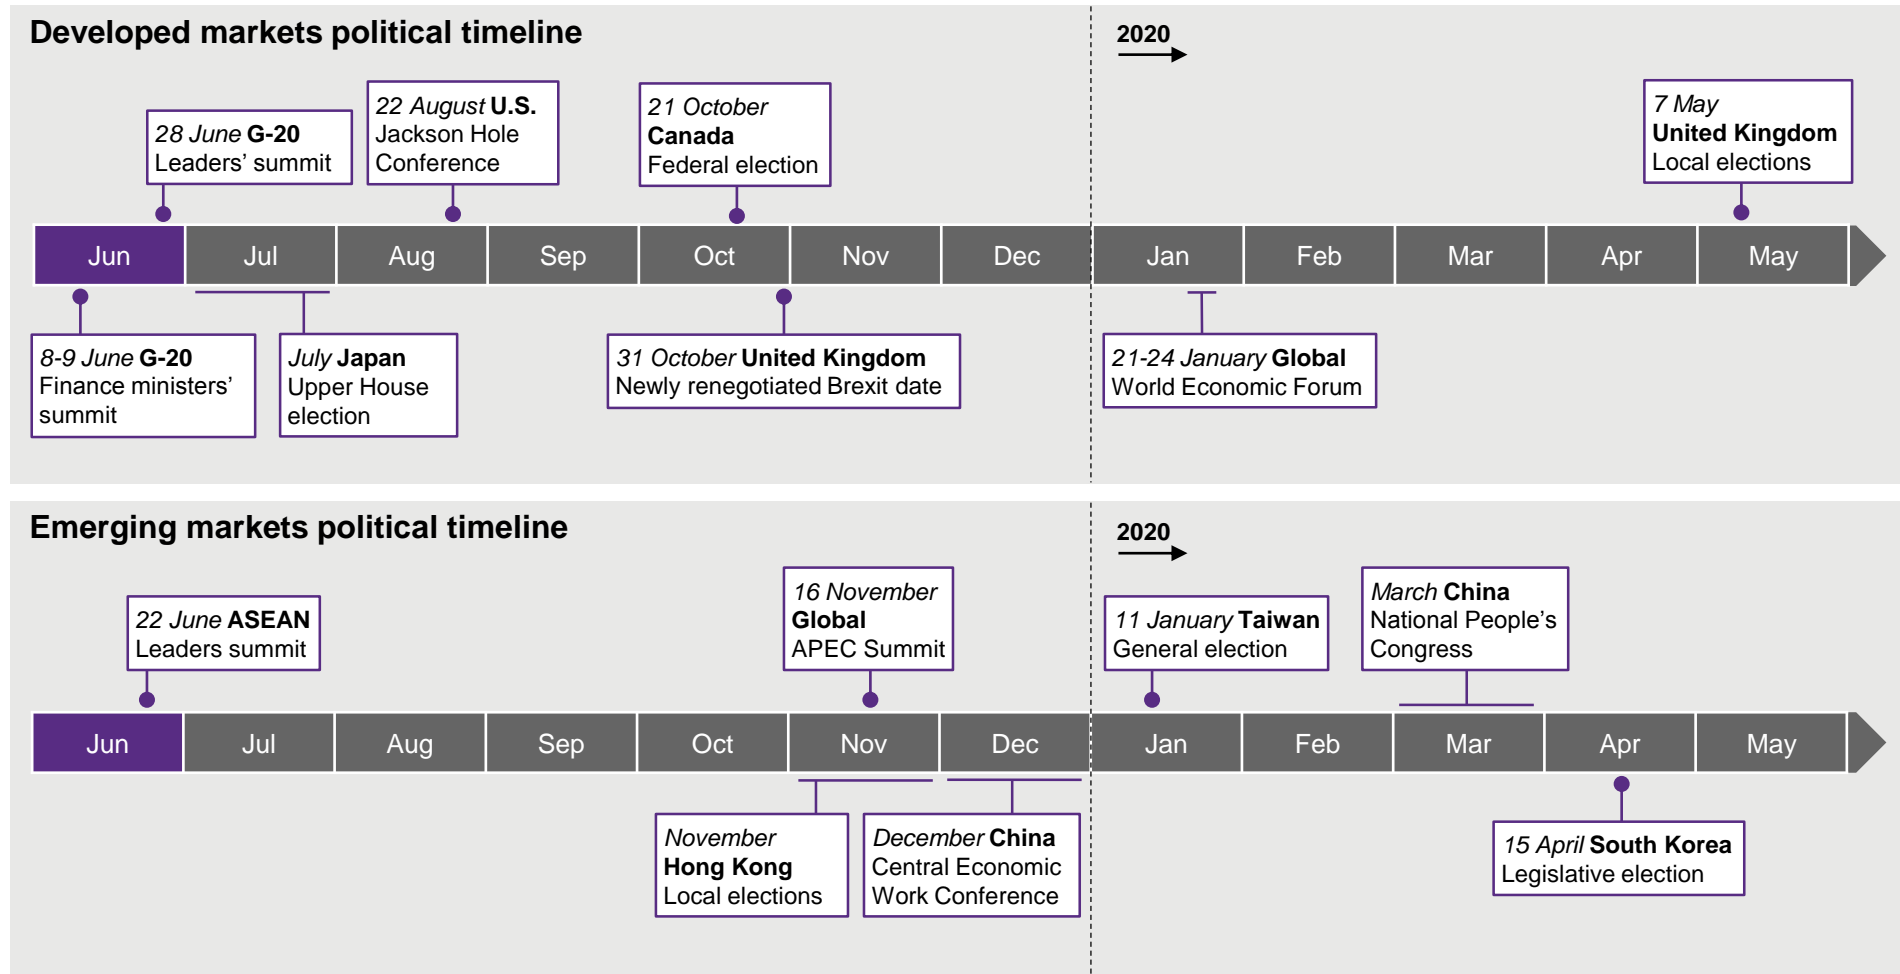 Developed markets political timeline
2020
28 June G-20
Leaders’ summit
22 August U.S.
Jackson Hole
Conference
21 October
Canada
Federal election
7 May
United Kingdom
Local elections
Jun
Jul
Aug
Sep
Oct
Nov
Dec
Jan
Feb
Mar
Apr
May
8-9 June G-20
Finance ministers’
summit
July Japan
Upper House
election
31 October United Kingdom
Newly renegotiated Brexit date
21-24 January Global
World Economic Forum
Emerging markets political timeline
2020
22 June ASEAN
Leaders summit
16 November
Global
APEC Summit
11 January Taiwan
General election
March China
National People’s
Congress
Jun
Jul
Aug
Sep
Oct
Nov
Dec
Jan
Feb
Mar
Apr
May
November
Hong Kong
Local elections
December China
Central Economic
Work Conference
15 April South Korea
Legislative election